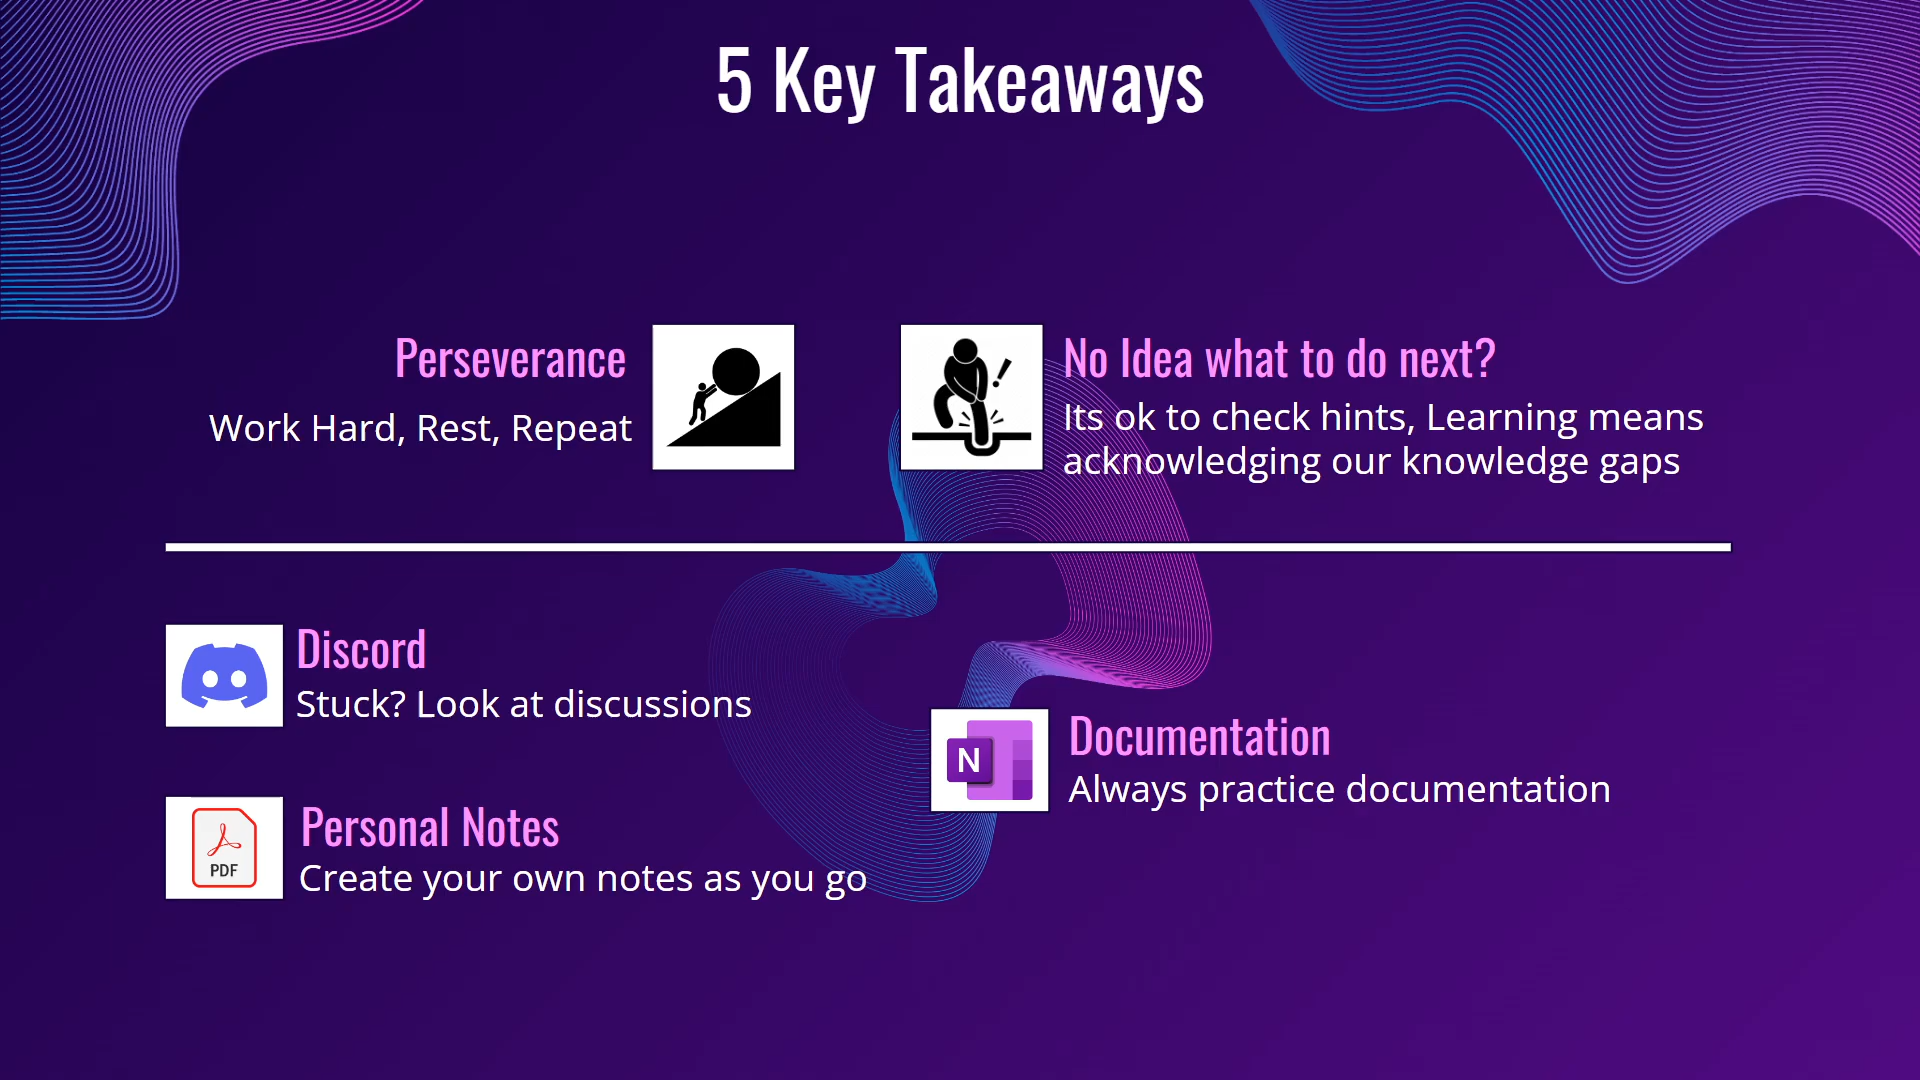 5 Key Takeaways
Perseverance
Work Hard, Rest, Repeat
No Idea what to do next?
Its ok to check hints, Learning means
acknowledging our knowledge gaps
Discord
Stuck? Look at discussions
N
Documentation
Always practice documentation
PDF
Personal Notes
Create your own notes as you go